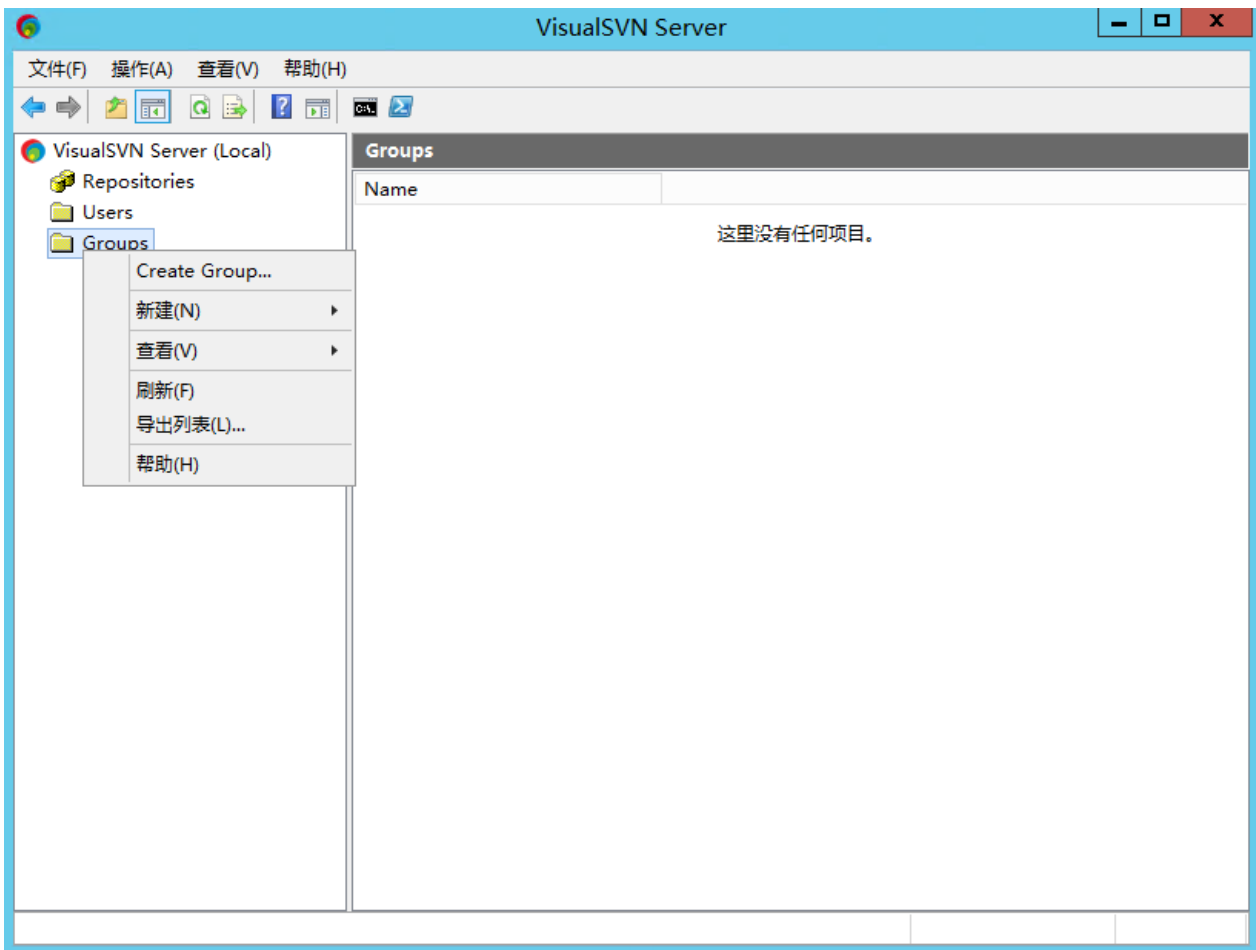 VisualSVN Server
文件(F) 操作(A) 查看(V) 帮助(H)
VisualSVN Server (Local)
Repositories
Users
Groups
Create Group...
新建(N)
查看(V)
刷新(F)
导出列表(L)...
帮助(H)
Groups
Name
这里没有任何项目。